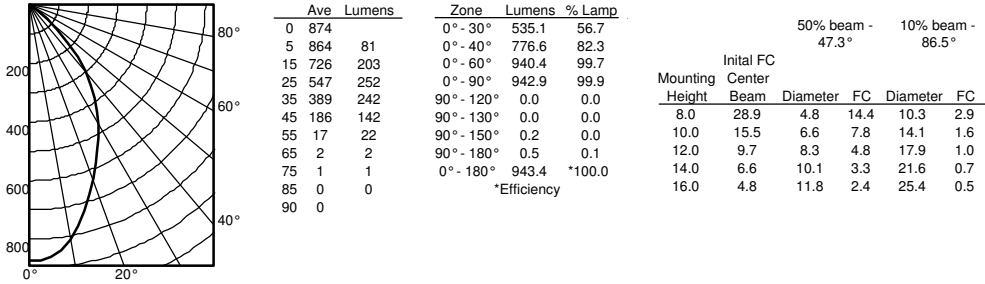 80°
200
400
600
800
60°
40°
0°
20°
Ave Lumens
0 874
5 864 81
15 726 203
25 547 252
35 389 242
45 186 142
55 17 22
65 2 2
75 1 1
85 0 0
90 0
Zone Lumens % Lamp
0°- 30° 535.1 56.7
0°- 40° 776.6 82.3
0°- 60° 940.4 99.7
0°- 90° 942.9 99.9
90°- 120° 0.0 0.0
90°- 130° 0.0 0.0
90°- 150° 0.2 0.0
90°- 180° 0.5 0.1
0°- 180° 943.4 *100.0
*Efficiency
50% beam - 10% beam -
47.3° 86.5°
Inital FC
Mounting Center
Height Beam Diameter FC Diameter FC
8.0 28.9 4.8 14.4 10.3 2.9
10.0 15.5 6.6 7.8 14.1 1.6
12.0 9.7 8.3 4.8 17.9 1.0
14.0 6.6 10.1 3.3 21.6 0.7
16.0 4.8 11.8 2.4 25.4 0.5